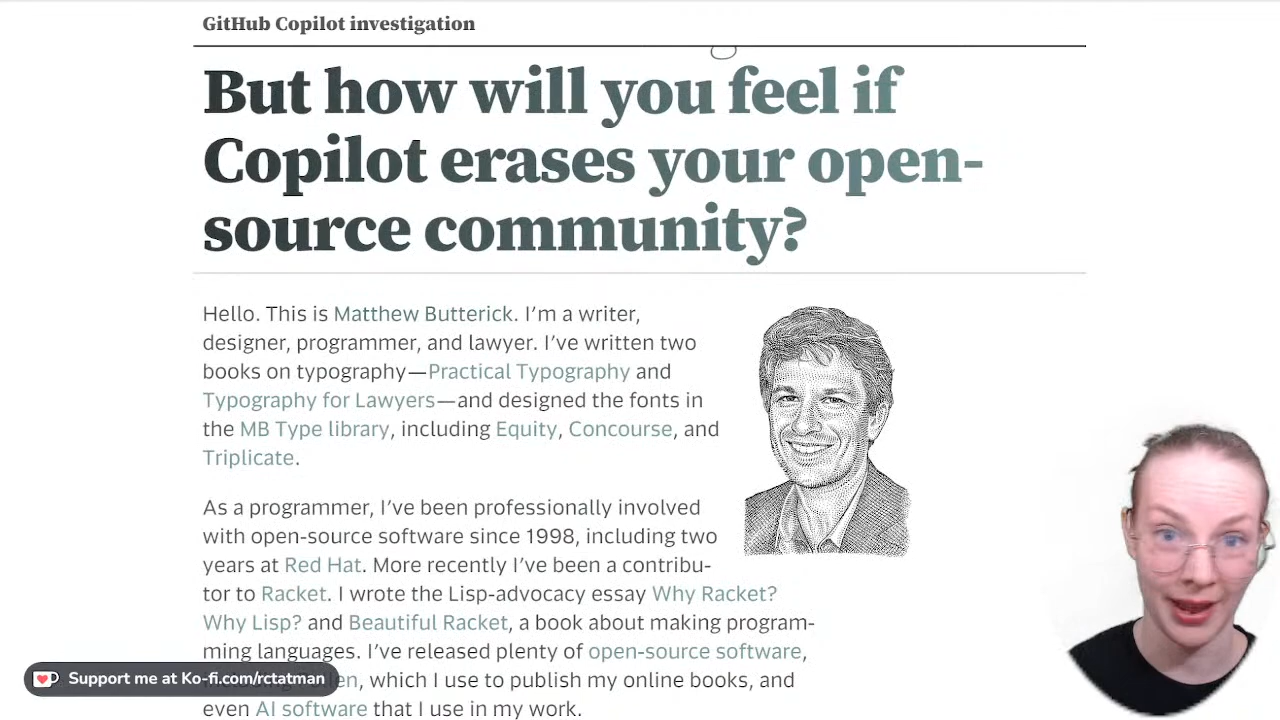 GitHub Copilot investigation
But how will you feel if
Copilot erases your open-
source community?
Hello. This is Matthew Butterick. I’m a writer,
designer, programmer, and lawyer. I’ve written two
books on typography—Practical Typography and
Typography for Lawyers—and designed the fonts in
the MB Type library, including Equity, Concourse, and
Triplicate.
As a programmer, I’ve been professionally involved
with open-source software since 1998, including two
years at Red Hat. More recently I’ve been a contribu-
tor to Racket. I wrote the Lisp-advocacy essay Why Racket?
Why Lisp? and Beautiful Racket, a book about making program-
ming languages. I’ve released plenty of open-source software,
which I use to publish my online books, and
even AI software that I use in my work.
Support me at Ko-fi.com/rctatman